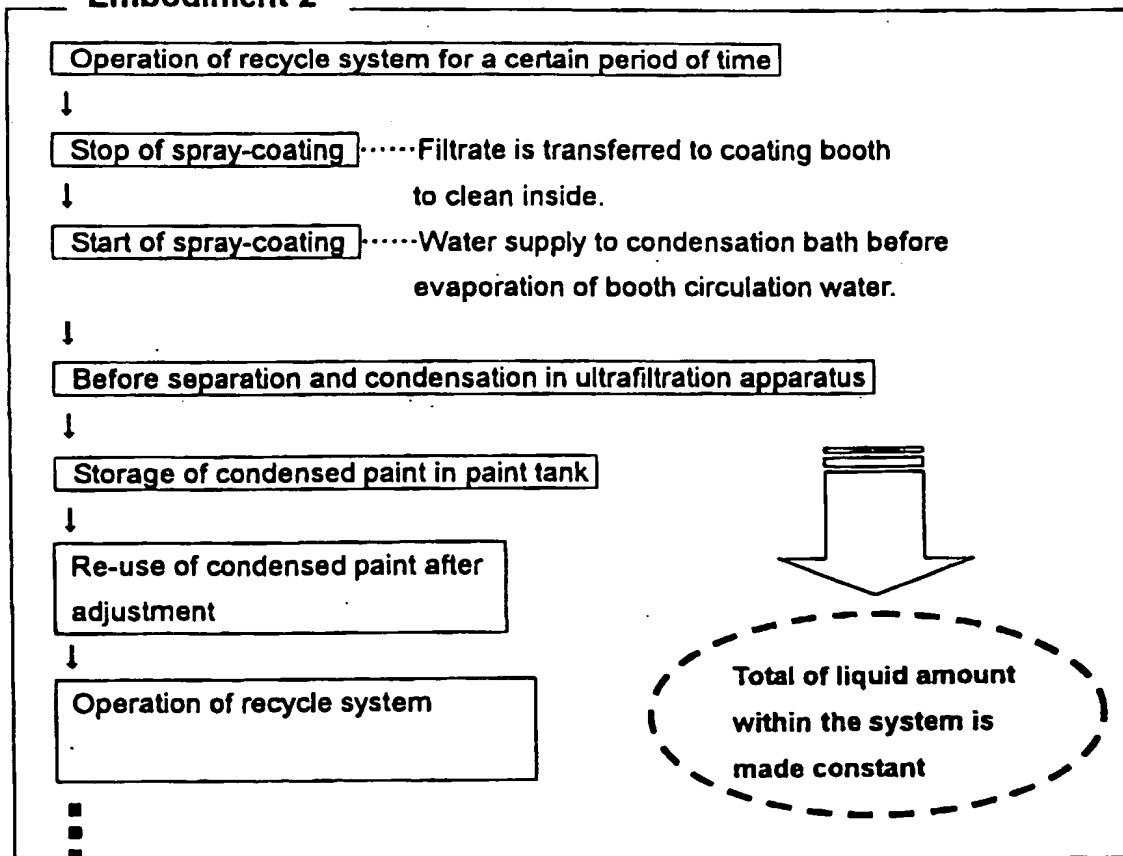 Embodiment 2
Operation of recycle system for a certain period of time
↓
Stop of spray-coating ······Filtrate is transferred to coating booth
↓ to clean inside.
Start of spray-coating ······Water supply to condensation bath before
evaporation of booth circulation water.
↓
Before separation and condensation in ultrafiltration apparatus
↓
Storage of condensed paint in paint tank
↓
Re-use of condensed paint after
adjustment
↓
Operation of recycle system
Total of liquid amount
within the system is
made constant